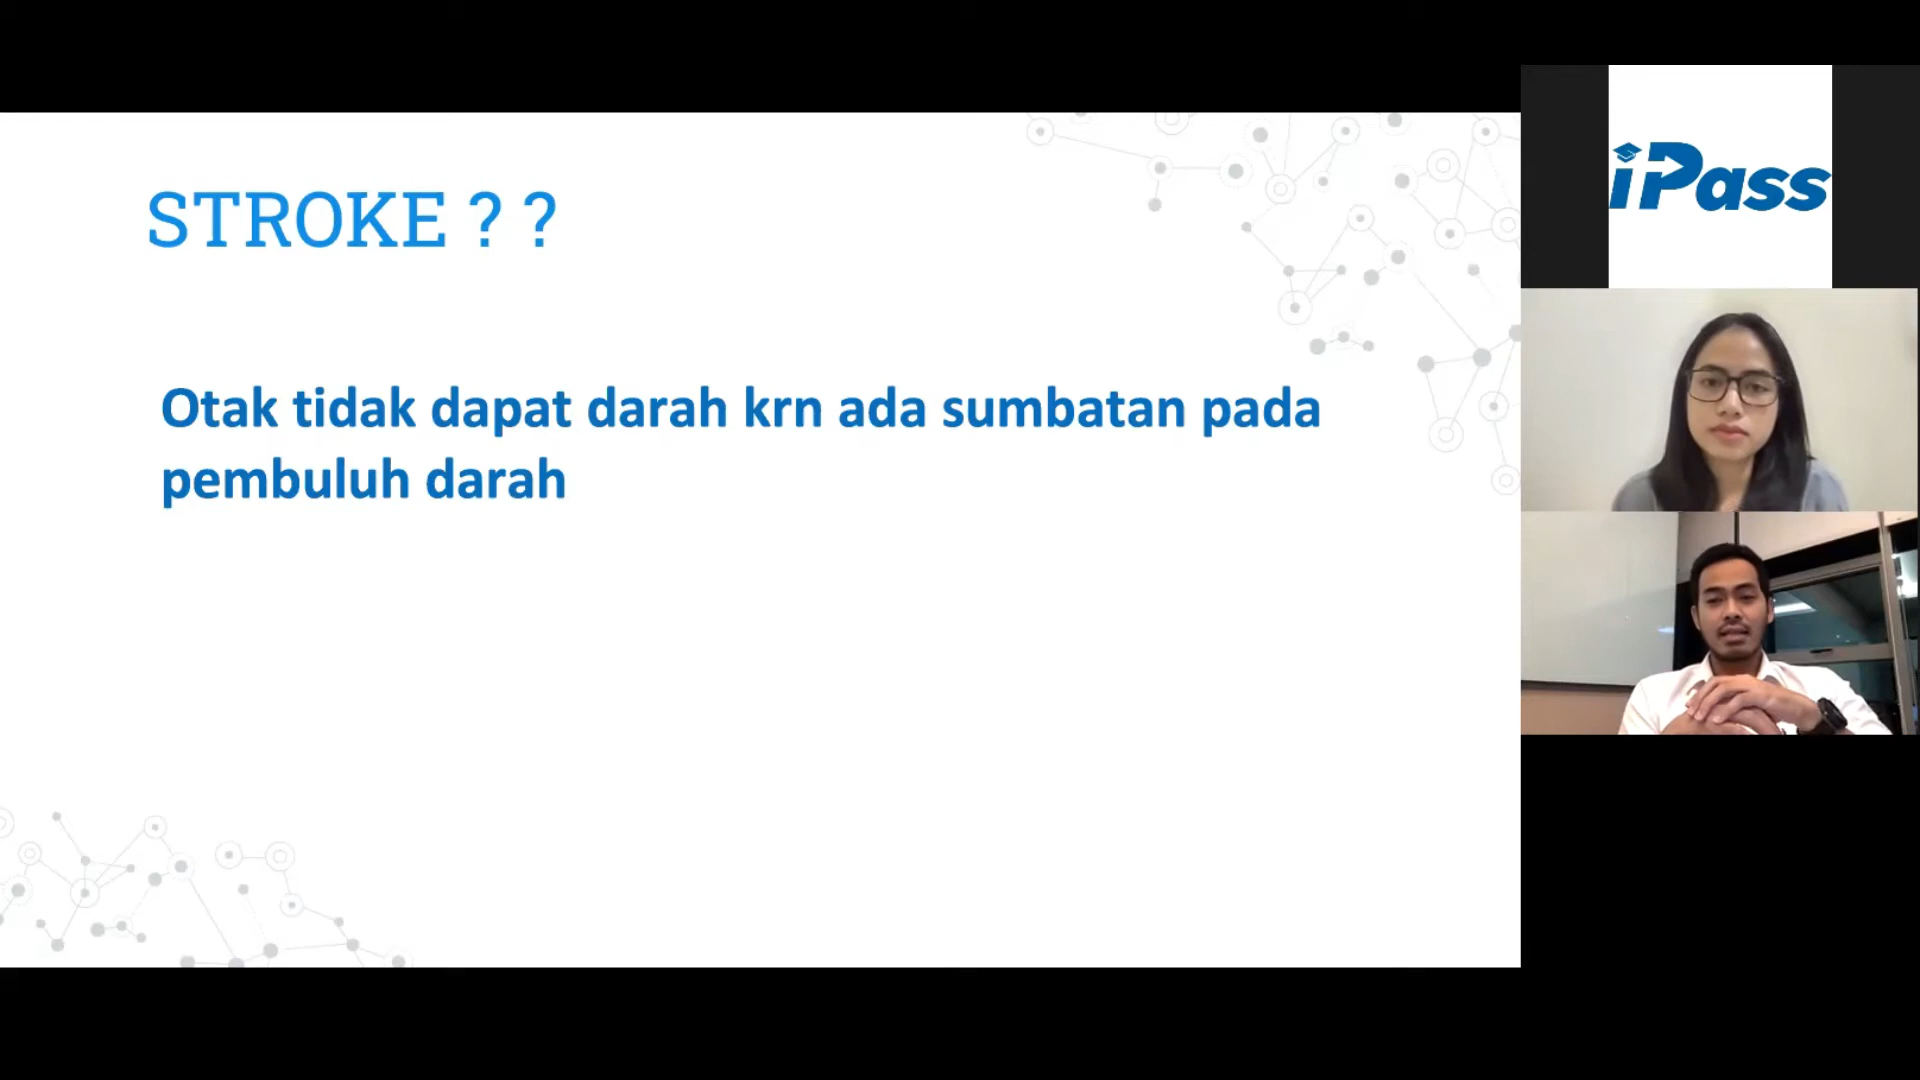 STROKE ? ?
Otak tidak dapat darah krn ada sumbatan pada
pembuluh darah
iPass